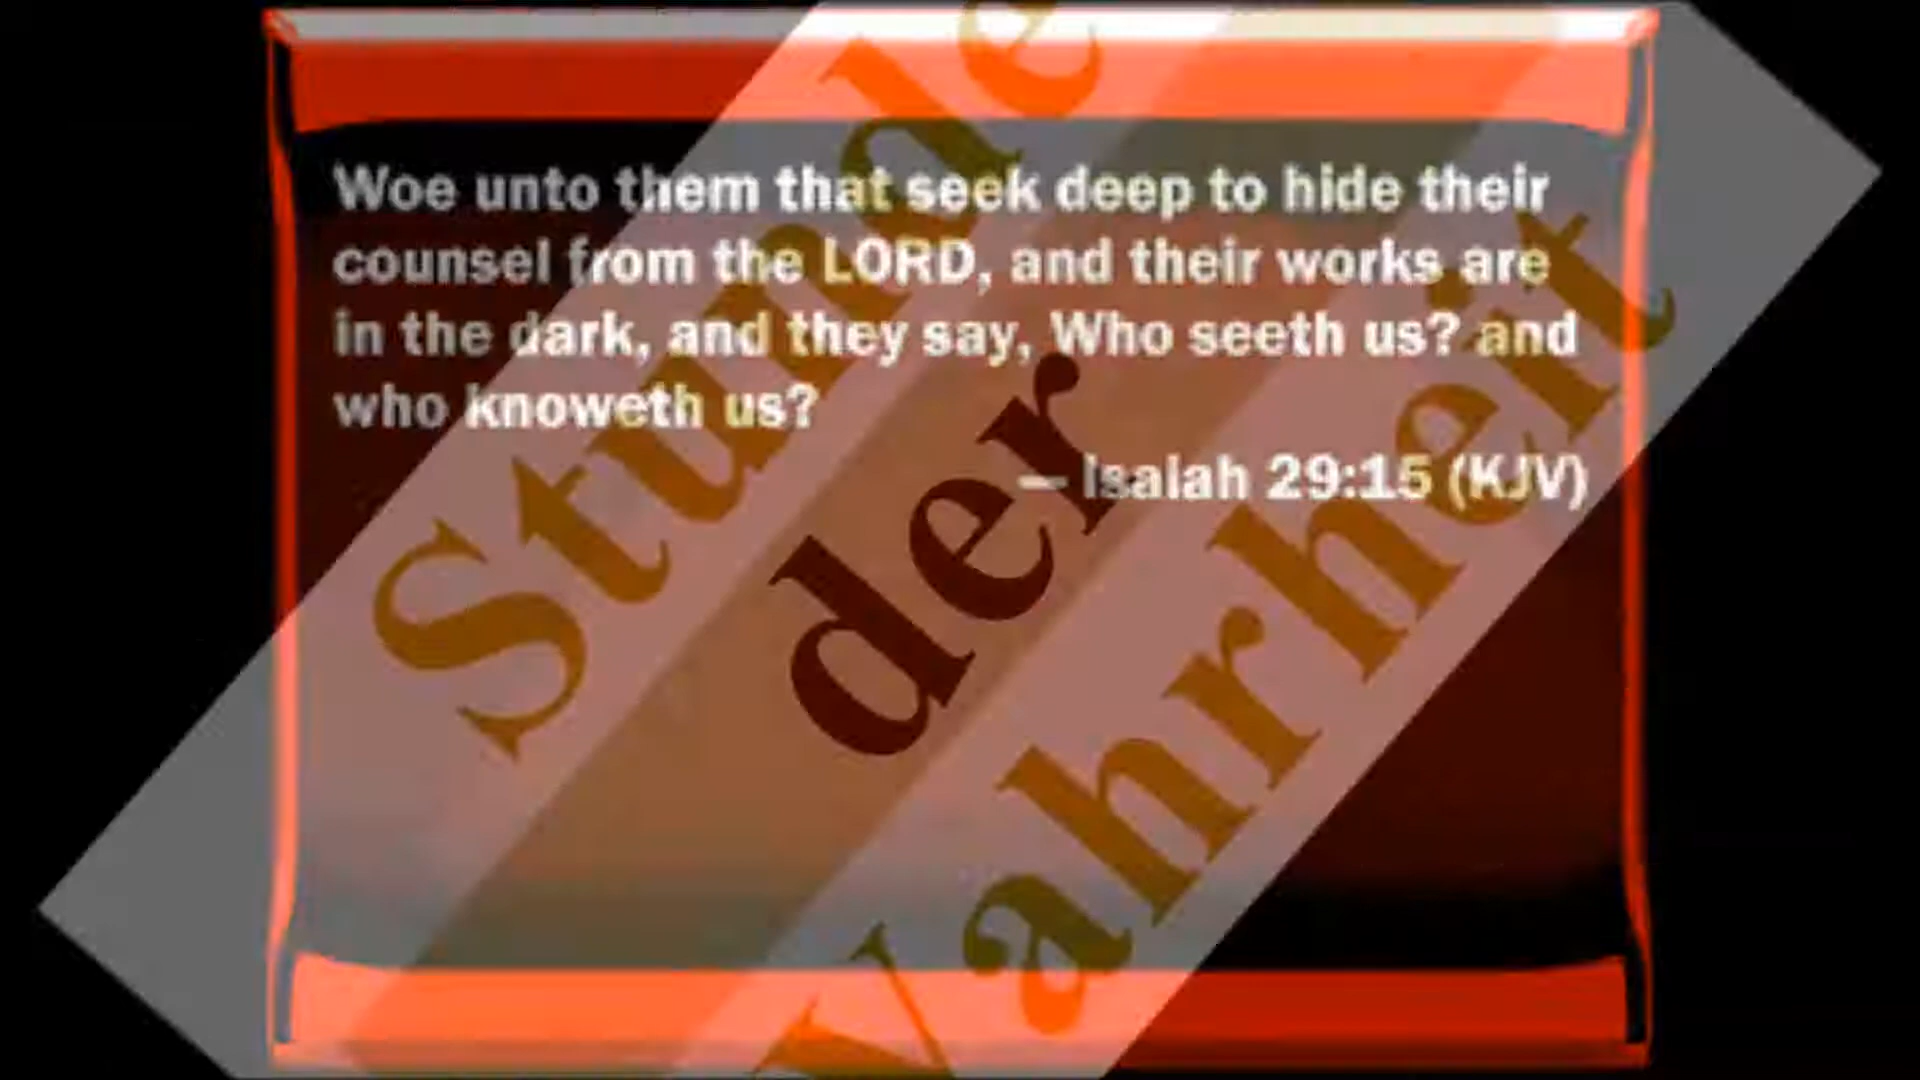 Woe unto them that seek deep to hide their
counsel from the LORD, and their works are
in the dark, and they say, Who seeth us? and
who knoweth us?
— Isaiah 29:15 (KJV)
Stunde
der
Wahrheit